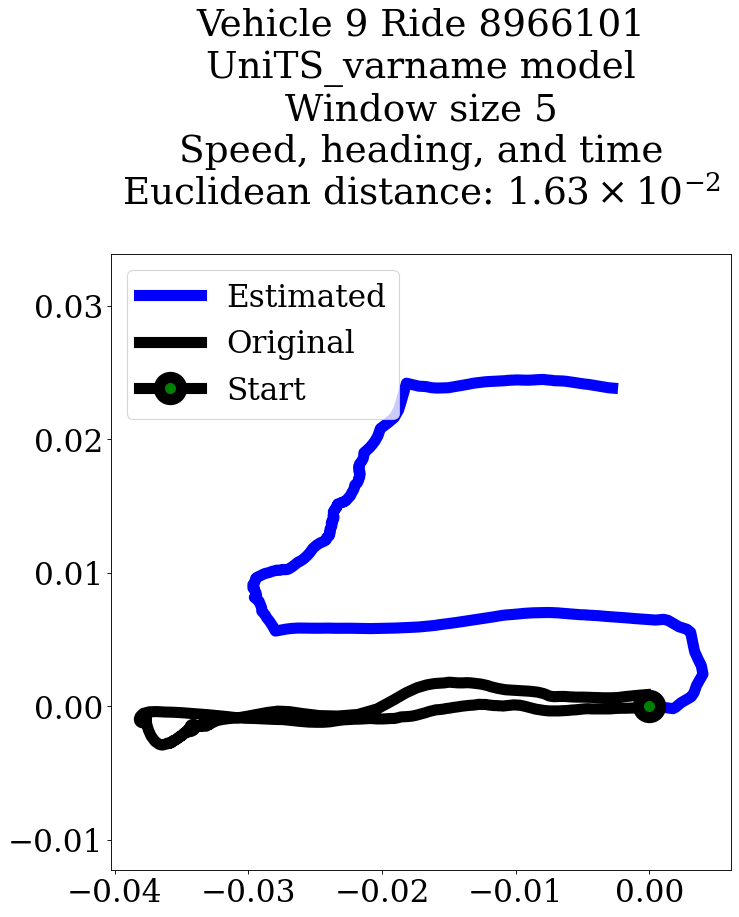 Vehicle 9 Ride 8966101
UniTS_varname model
Window size 5
Speed, heading, and time
Euclidean distance: 1.63 × 10⁻²
Estimated
Original
Start
0.03
0.02
0.01
0.00
−0.01
−0.04 −0.03 −0.02 −0.01 0.00